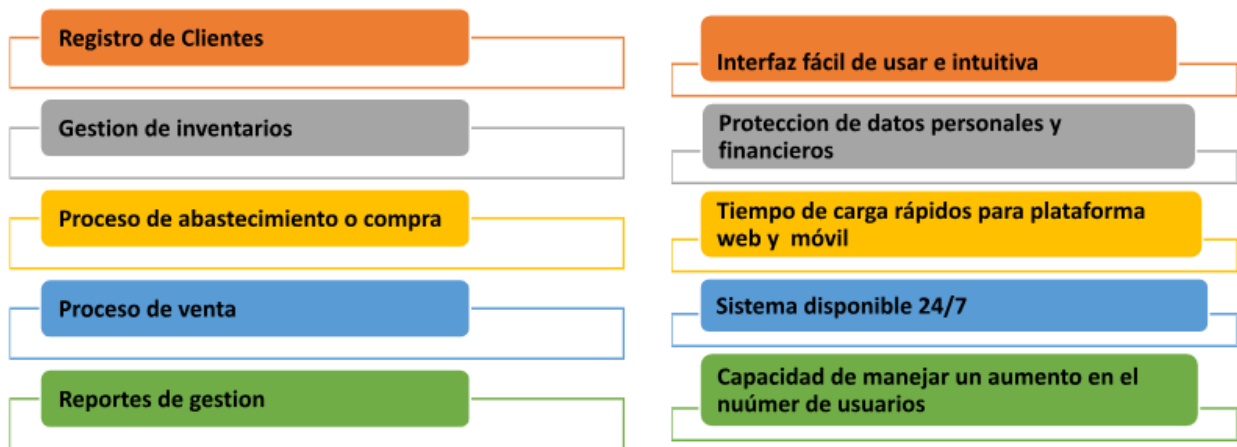 Registro de Clientes
Gestion de inventarios
Proceso de abastecimiento o compra
Proceso de venta
Reportes de gestion
Interfaz fácil de usar e intuitiva
Proteccion de datos personales y
financieros
Tiempo de carga rápidos para plataforma
web y móvil
Sistema disponible 24/7
Capacidad de manejar un aumento en el
nuúmer de usuarios